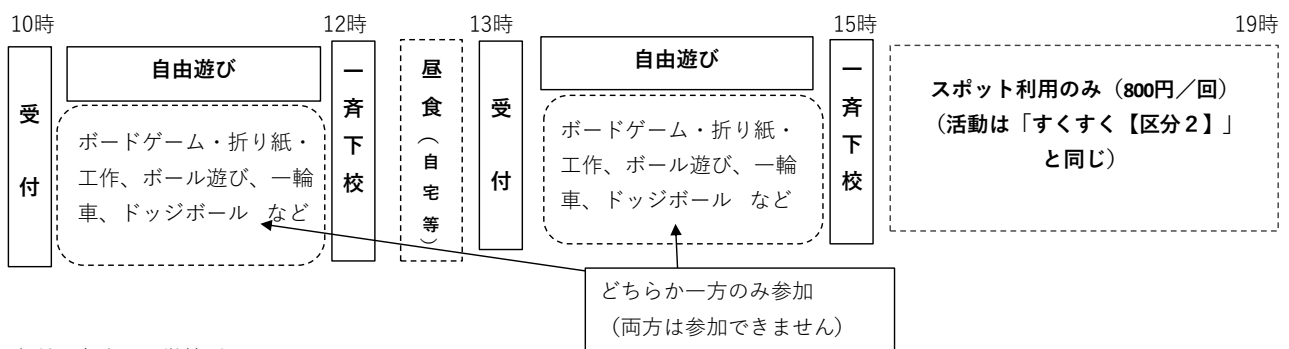 10時
12時
13時
15時
19時
受付
自由遊び
ボードゲーム・折り紙・
工作、ボール遊び、一輪
車、ドッジボール など
一斉下校
昼食（自宅等）
受付
自由遊び
ボードゲーム・折り紙・
工作、ボール遊び、一輪
車、ドッジボール など
一斉下校
スポット利用のみ（800円／回）
（活動は「すくすく【区分２】」
と同じ）
どちらか一方のみ参加
（両方は参加できません）